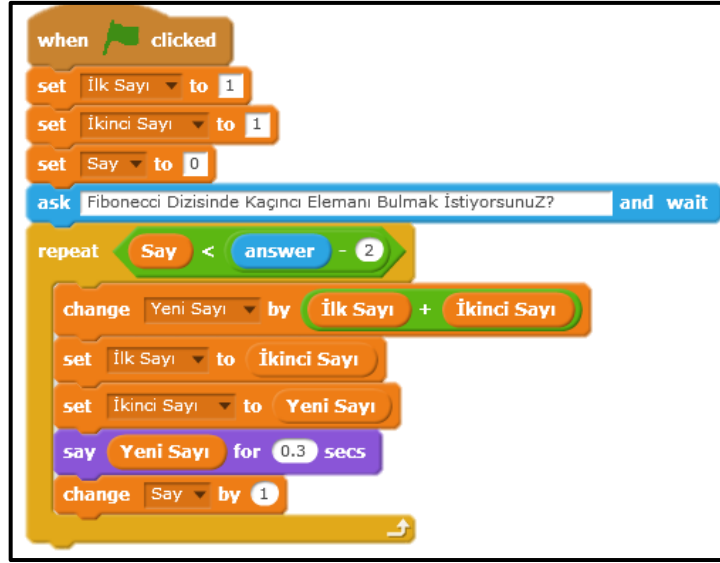 when clicked
set İlk Sayı to 1
set İkinci Sayı to 1
set Say to 0
ask Fibonecci Dizisinde Kaçıncı Elemanı Bulmak İstiyorsunuZ? and wait
repeat Say < answer - 2
change Yeni Sayı by İlk Sayı + İkinci Sayı
set İlk Sayı to İkinci Sayı
set İkinci Sayı to Yeni Sayı
say Yeni Sayı for 0.3 secs
change Say by 1